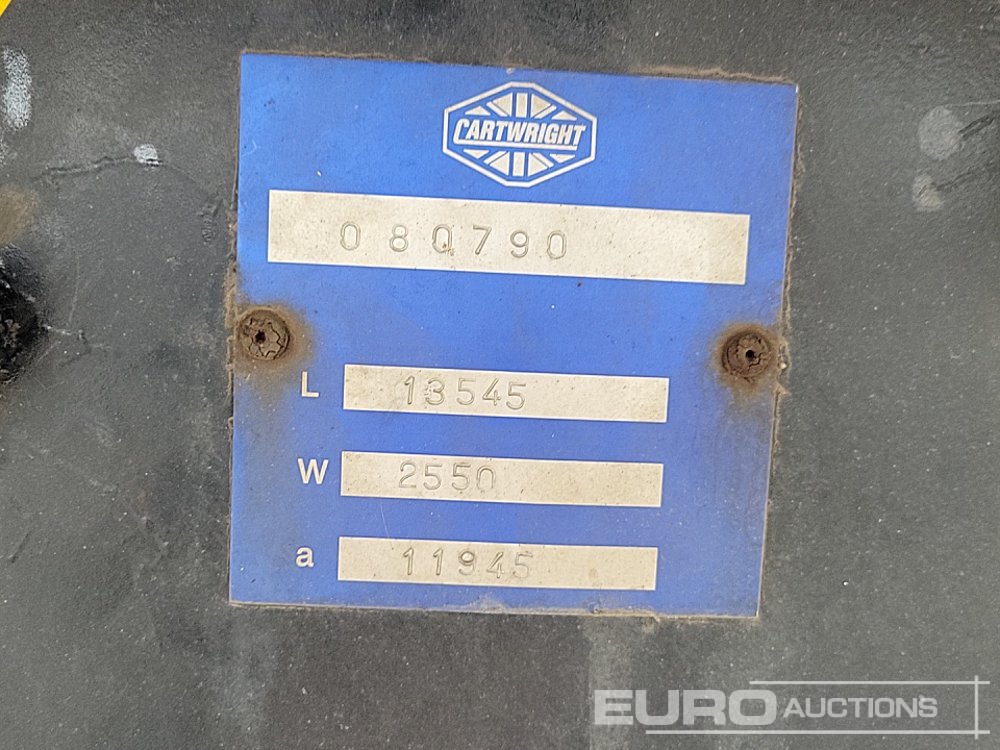 CARTWRIGHT
080790
L 13545
W 2550
a 11945
EURO AUCTIONS